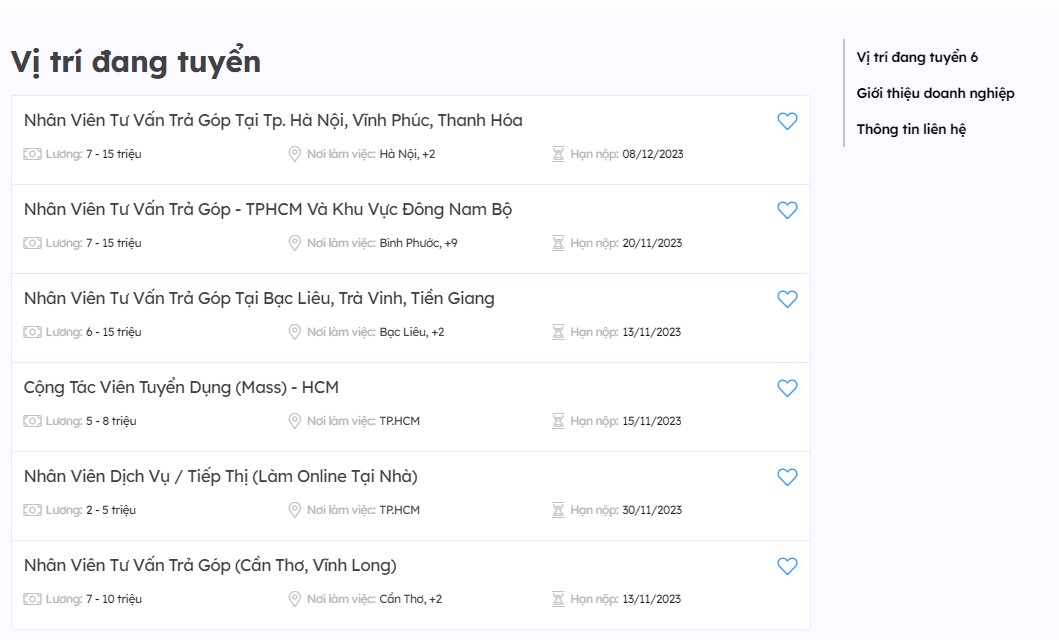 Vị trí đang tuyển
Nhân Viên Tư Vấn Trả Góp Tại Tp. Hà Nội, Vĩnh Phúc, Thanh Hóa
Lương: 7 - 15 triệu Nơi làm việc: Hà Nội, +2 Hạn nộp: 08/12/2023
Nhân Viên Tư Vấn Trả Góp - TPHCM Và Khu Vực Đông Nam Bộ
Lương: 7 - 15 triệu Nơi làm việc: Bình Phước, +9 Hạn nộp: 20/11/2023
Nhân Viên Tư Vấn Trả Góp Tại Bạc Liêu, Trà Vinh, Tiền Giang
Lương: 6 - 15 triệu Nơi làm việc: Bạc Liêu, +2 Hạn nộp: 13/11/2023
Cộng Tác Viên Tuyển Dụng (Mass) - HCM
Lương: 5 - 8 triệu Nơi làm việc: TP.HCM Hạn nộp: 15/11/2023
Nhân Viên Dịch Vụ / Tiếp Thị (Làm Online Tại Nhà)
Lương: 2 - 5 triệu Nơi làm việc: TP.HCM Hạn nộp: 30/11/2023
Nhân Viên Tư Vấn Trả Góp (Cần Thơ, Vĩnh Long)
Lương: 7 - 10 triệu Nơi làm việc: Cần Thơ, +2 Hạn nộp: 13/11/2023
Vị trí đang tuyển 6
Giới thiệu doanh nghiệp
Thông tin liên hệ